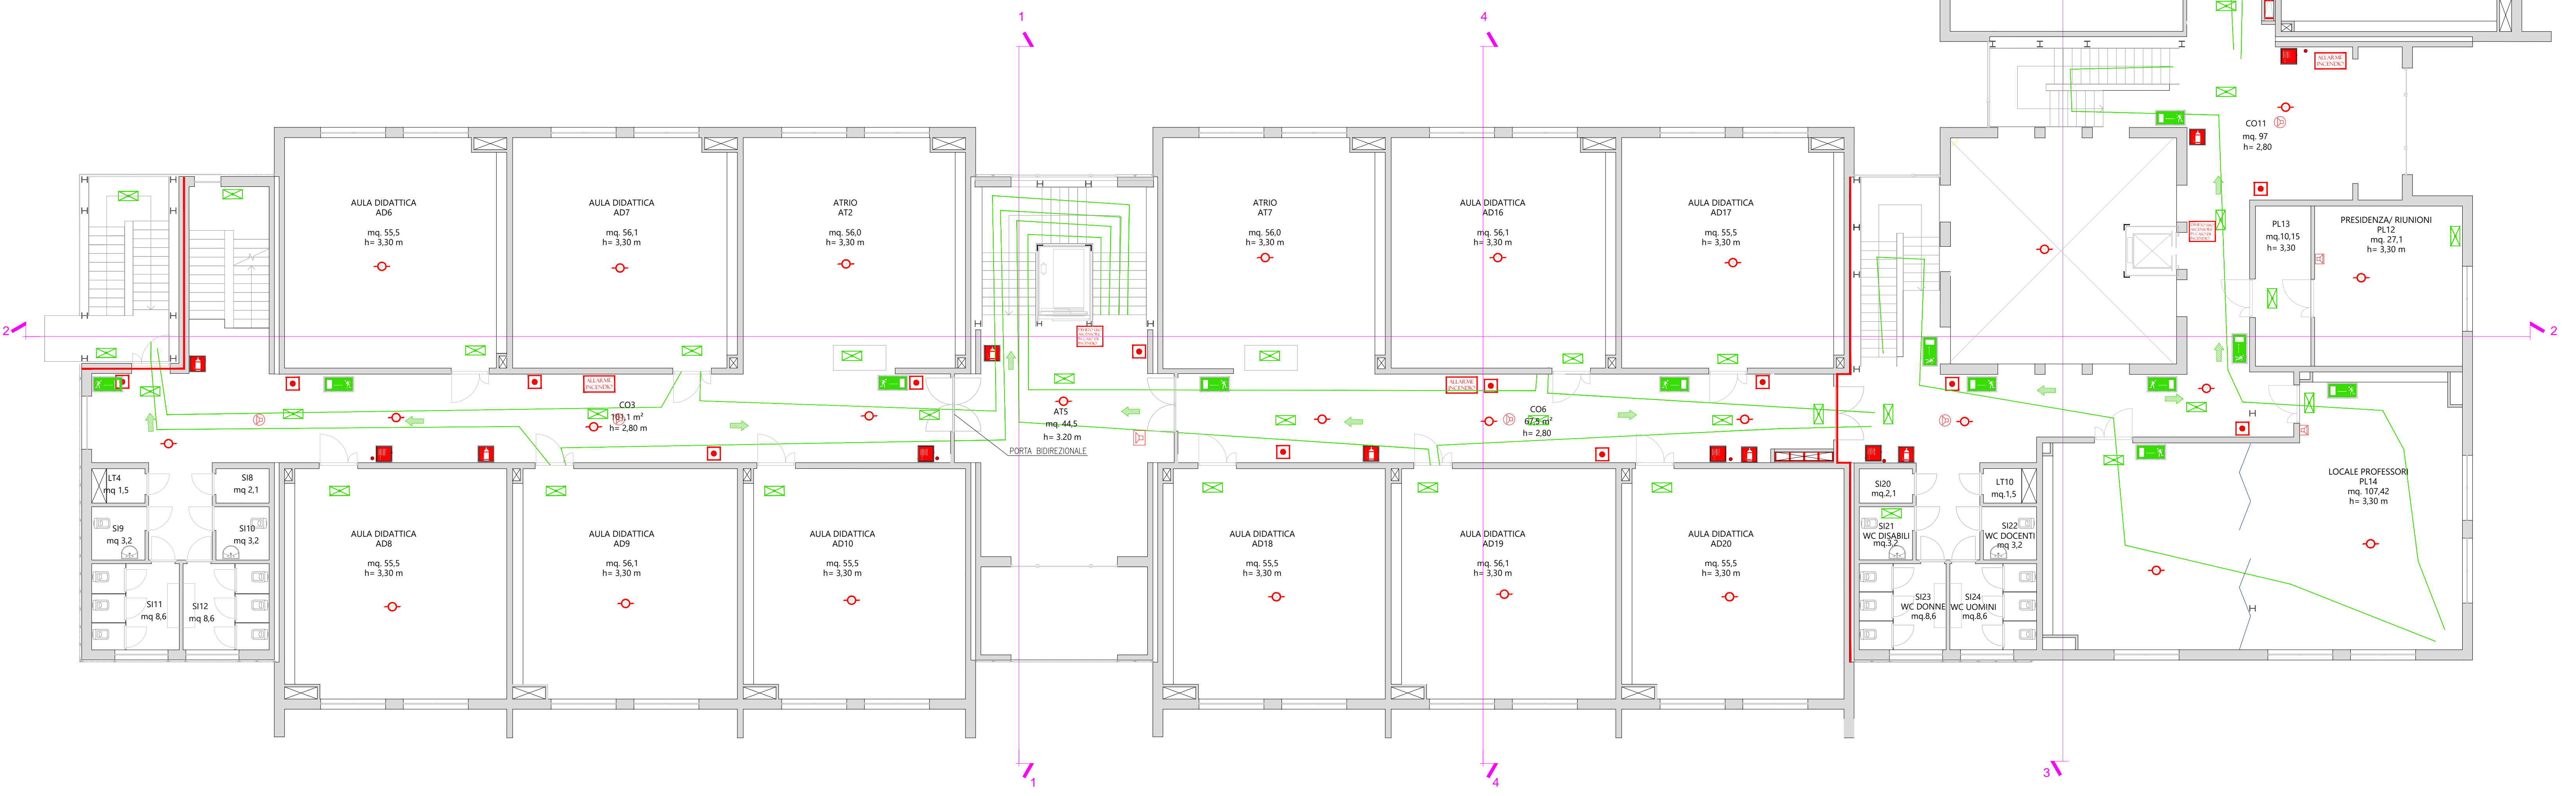 1
4
ALLARME
INCENDIO
CO11
mq. 97
h= 2,80
AULA DIDATTICA
AD6
mq. 55,5
h= 3,30 m
AULA DIDATTICA
AD7
mq. 56,1
h= 3,30 m
ATRIO
AT2
mq. 56,0
h= 3,30 m
ATRIO
AT7
mq. 56,0
h= 3,30 m
AULA DIDATTICA
AD16
mq. 56,1
h= 3,30 m
AULA DIDATTICA
AD17
mq. 55,5
h= 3,30 m
PL13
mq.10,15
h= 3,30
PRESIDENZA/ RIUNIONI
PL12
mq. 27,1
h= 3,30 m
2
2
ALLARME
INCENDIO
ALLARME
INCENDIO
CO3
101,1 m²
h= 2,80 m
AT5
mq. 44,5
h= 3.20 m
PORTA BIDIREZIONALE
CO6
67,5 m²
h= 2,80
LT4
mq 1,5
SI8
mq 2,1
SI9
mq 3,2
SI10
mq 3,2
SI11
mq 8,6
SI12
mq 8,6
AULA DIDATTICA
AD8
mq. 55,5
h= 3,30 m
AULA DIDATTICA
AD9
mq. 56,1
h= 3,30 m
AULA DIDATTICA
AD10
mq. 55,5
h= 3,30 m
AULA DIDATTICA
AD18
mq. 55,5
h= 3,30 m
AULA DIDATTICA
AD19
mq. 56,1
h= 3,30 m
AULA DIDATTICA
AD20
mq. 55,5
h= 3,30 m
SI20
mq.2,1
LT10
mq.1,5
SI21
WC DISABILI
mq.3,2
SI22
WC DOCENTI
mq 3,2
SI23
WC DONNE
mq.8,6
SI24
WC UOMINI
mq.8,6
LOCALE PROFESSORI
PL14
mq. 107,42
h= 3,30 m
1
4
3